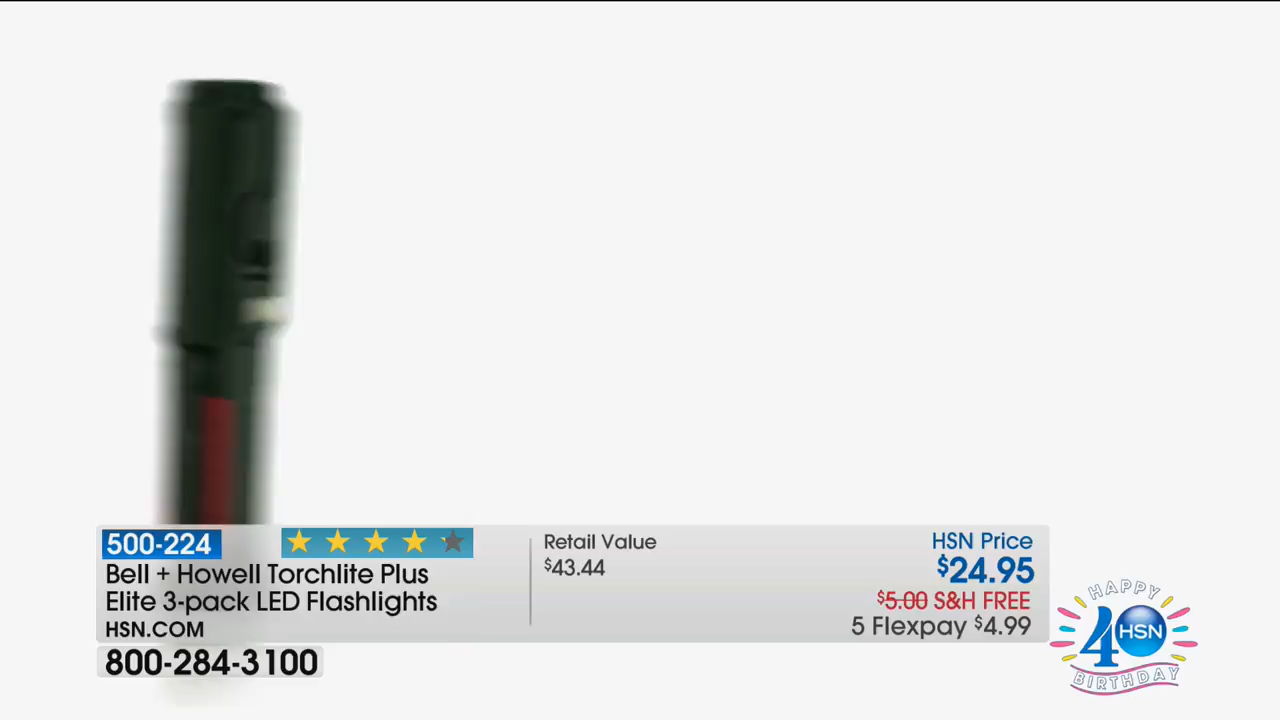 500-224
Bell + Howell Torchlite Plus
Elite 3-pack LED Flashlights
HSN.COM
800-284-3100
Retail Value
$43.44
HSN Price
$24.95
$5.00 S&H FREE
5 Flexpay $4.99
HAPPY
40 HSN
BIRTHDAY